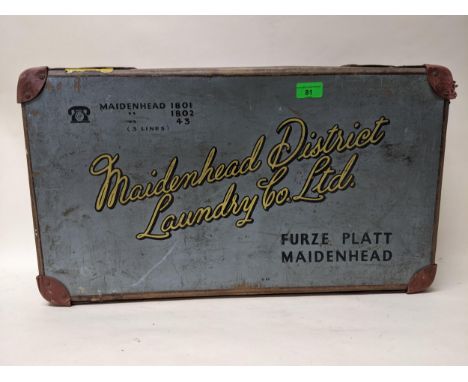 81
MAIDENHEAD 1801
" 1802
" 43
(3 LINES)
Maidenhead District
Laundry Co. Ltd.
FURZE PLATT
MAIDENHEAD